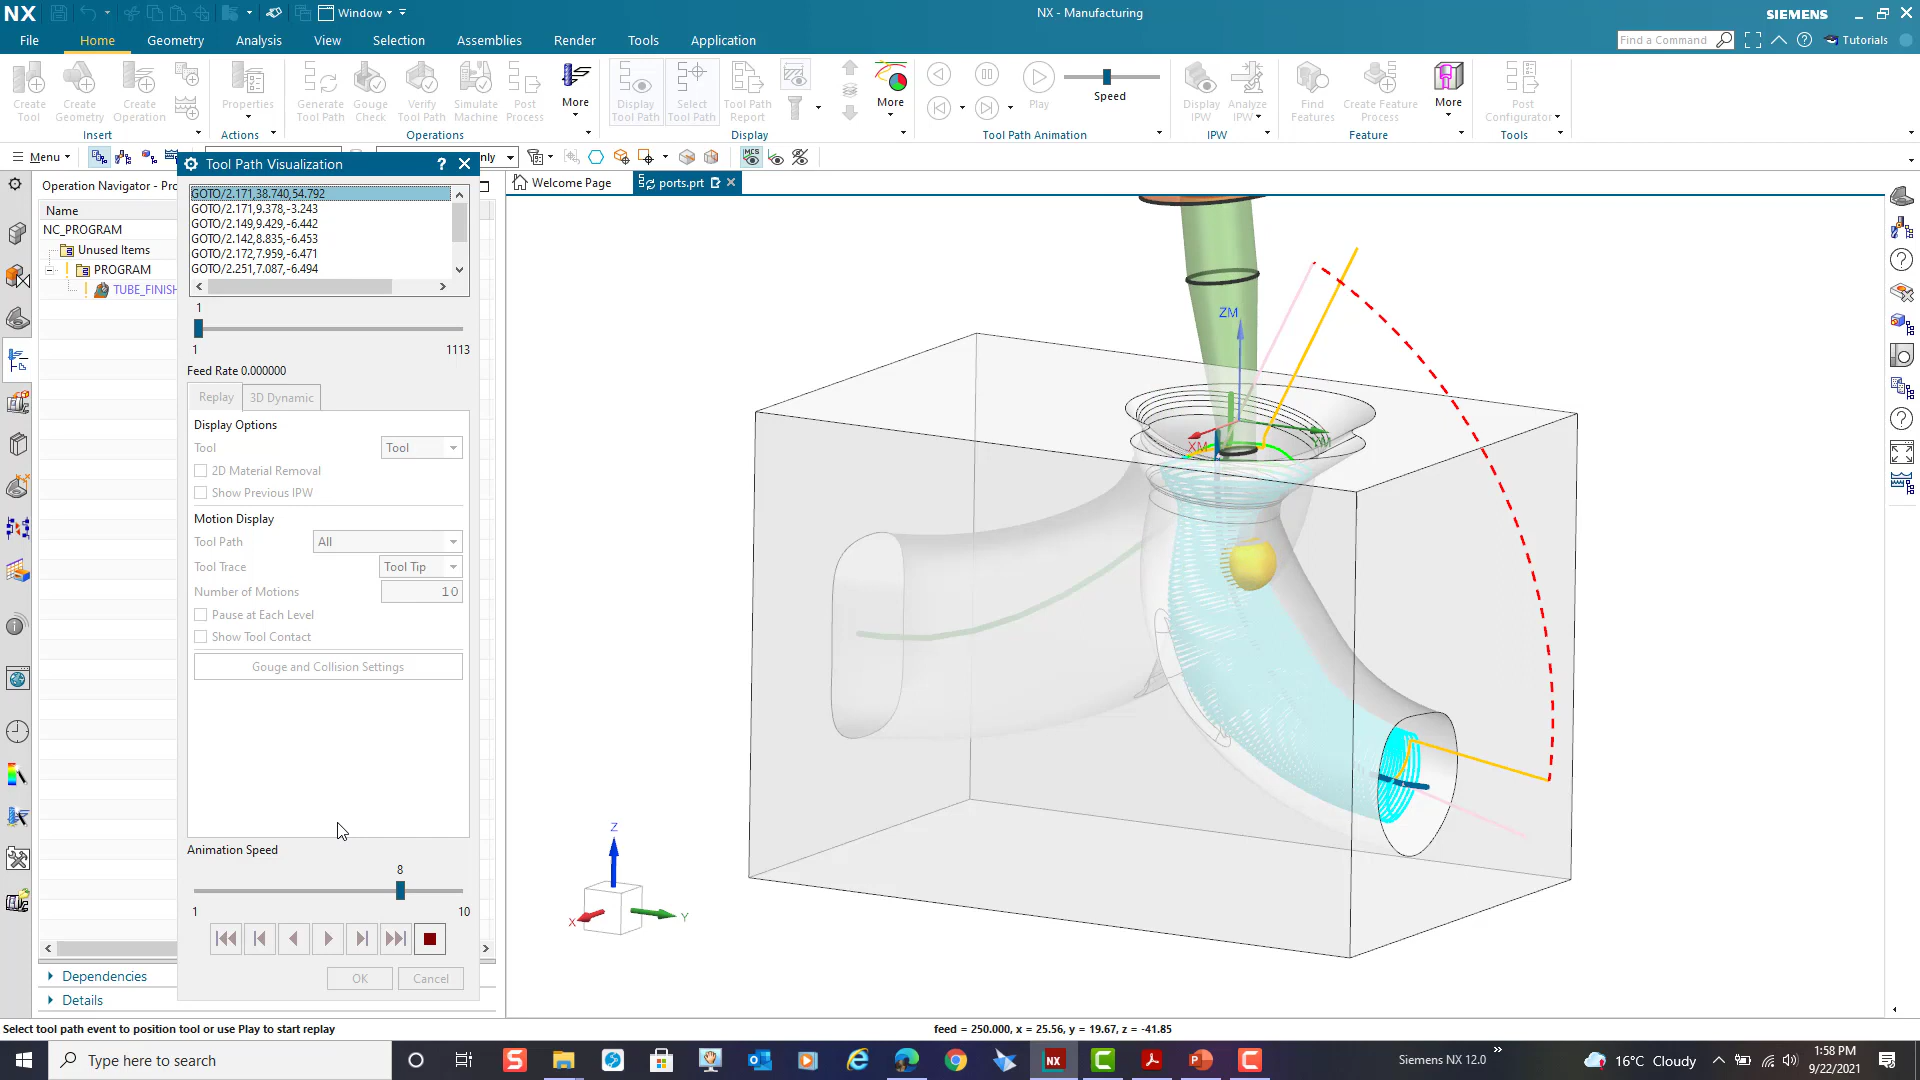 NX
Window
NX - Manufacturing
SIEMENS
File
Home
Geometry
Analysis
View
Selection
Assemblies
Render
Tools
Application
Find a Command
Tutorials
Create
Tool
Create
Geometry
Create
Operation
Properties
Generate
Tool Path
Gouge
Check
Verify
Tool Path
Simulate
Machine
Post
Process
More
Display
Tool Path
Select
Tool Path
Tool Path
Report
More
Play
Speed
Display
IPW
Analyze
IPW
Find
Features
Create Feature
Process
More
Post
Configurator
Insert
Actions
Operations
Display
Tool Path Animation
IPW
Feature
Tools
Menu
nly
MCS
Tool Path Visualization
?
Operation Navigator - Pro
Welcome Page
ports.prt
Name
NC_PROGRAM
Unused Items
PROGRAM
TUBE_FINISH
GOTO/2.171,38.740,54.792
GOTO/2.171,9.378,-3.243
GOTO/2.149,9.429,-6.442
GOTO/2.142,8.835,-6.453
GOTO/2.172,7.959,-6.471
GOTO/2.251,7.087,-6.494
1
1
1113
Feed Rate 0.000000
Replay
3D Dynamic
Display Options
Tool
Tool
2D Material Removal
Show Previous IPW
Motion Display
Tool Path
All
Tool Trace
Tool Tip
Number of Motions
10
Pause at Each Level
Show Tool Contact
Gouge and Collision Settings
Animation Speed
8
1
10
OK
Cancel
Dependencies
Details
ZM
XM
Z
X
Y
Select tool path event to position tool or use Play to start replay
feed = 250.000, x = 25.56, y = 19.67, z = -41.85
Type here to search
NX
Siemens NX 12.0
16°C Cloudy
1:58 PM
9/22/2021